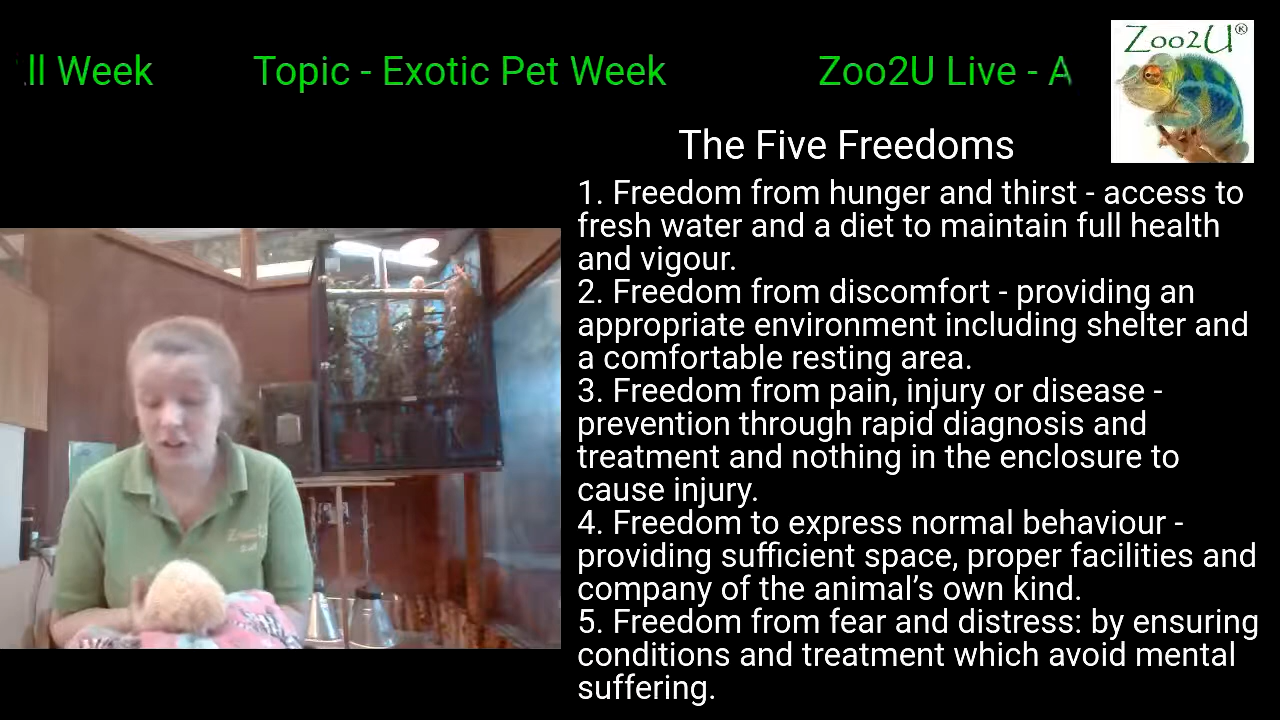 ll Week Topic - Exotic Pet Week Zoo2U Live - A
Zoo2U®
The Five Freedoms
1. Freedom from hunger and thirst - access to
fresh water and a diet to maintain full health
and vigour.
2. Freedom from discomfort - providing an
appropriate environment including shelter and
a comfortable resting area.
3. Freedom from pain, injury or disease -
prevention through rapid diagnosis and
treatment and nothing in the enclosure to
cause injury.
4. Freedom to express normal behaviour -
providing sufficient space, proper facilities and
company of the animal’s own kind.
5. Freedom from fear and distress: by ensuring
conditions and treatment which avoid mental
suffering.
Zoo2U